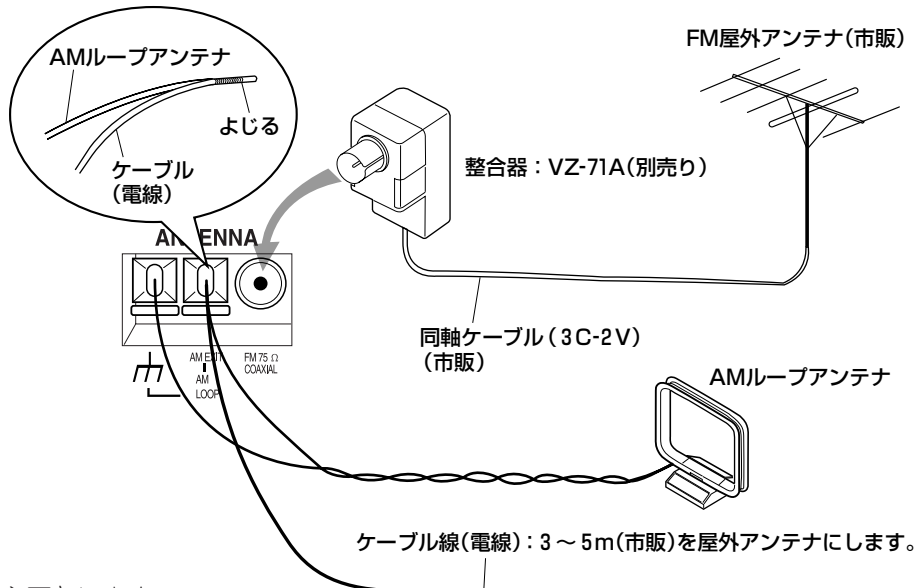 AMループアンテナ
よじる
ケーブル
(電線)
FM屋外アンテナ(市販)
整合器：VZ-71A(別売り)
ANTENNA
同軸ケーブル(3C-2V)
(市販)
AM EXT
AM
LOOP
FM 75 Ω
COAXIAL
AMループアンテナ
ケーブル線(電線)：3～5m(市販)を屋外アンテナにします。